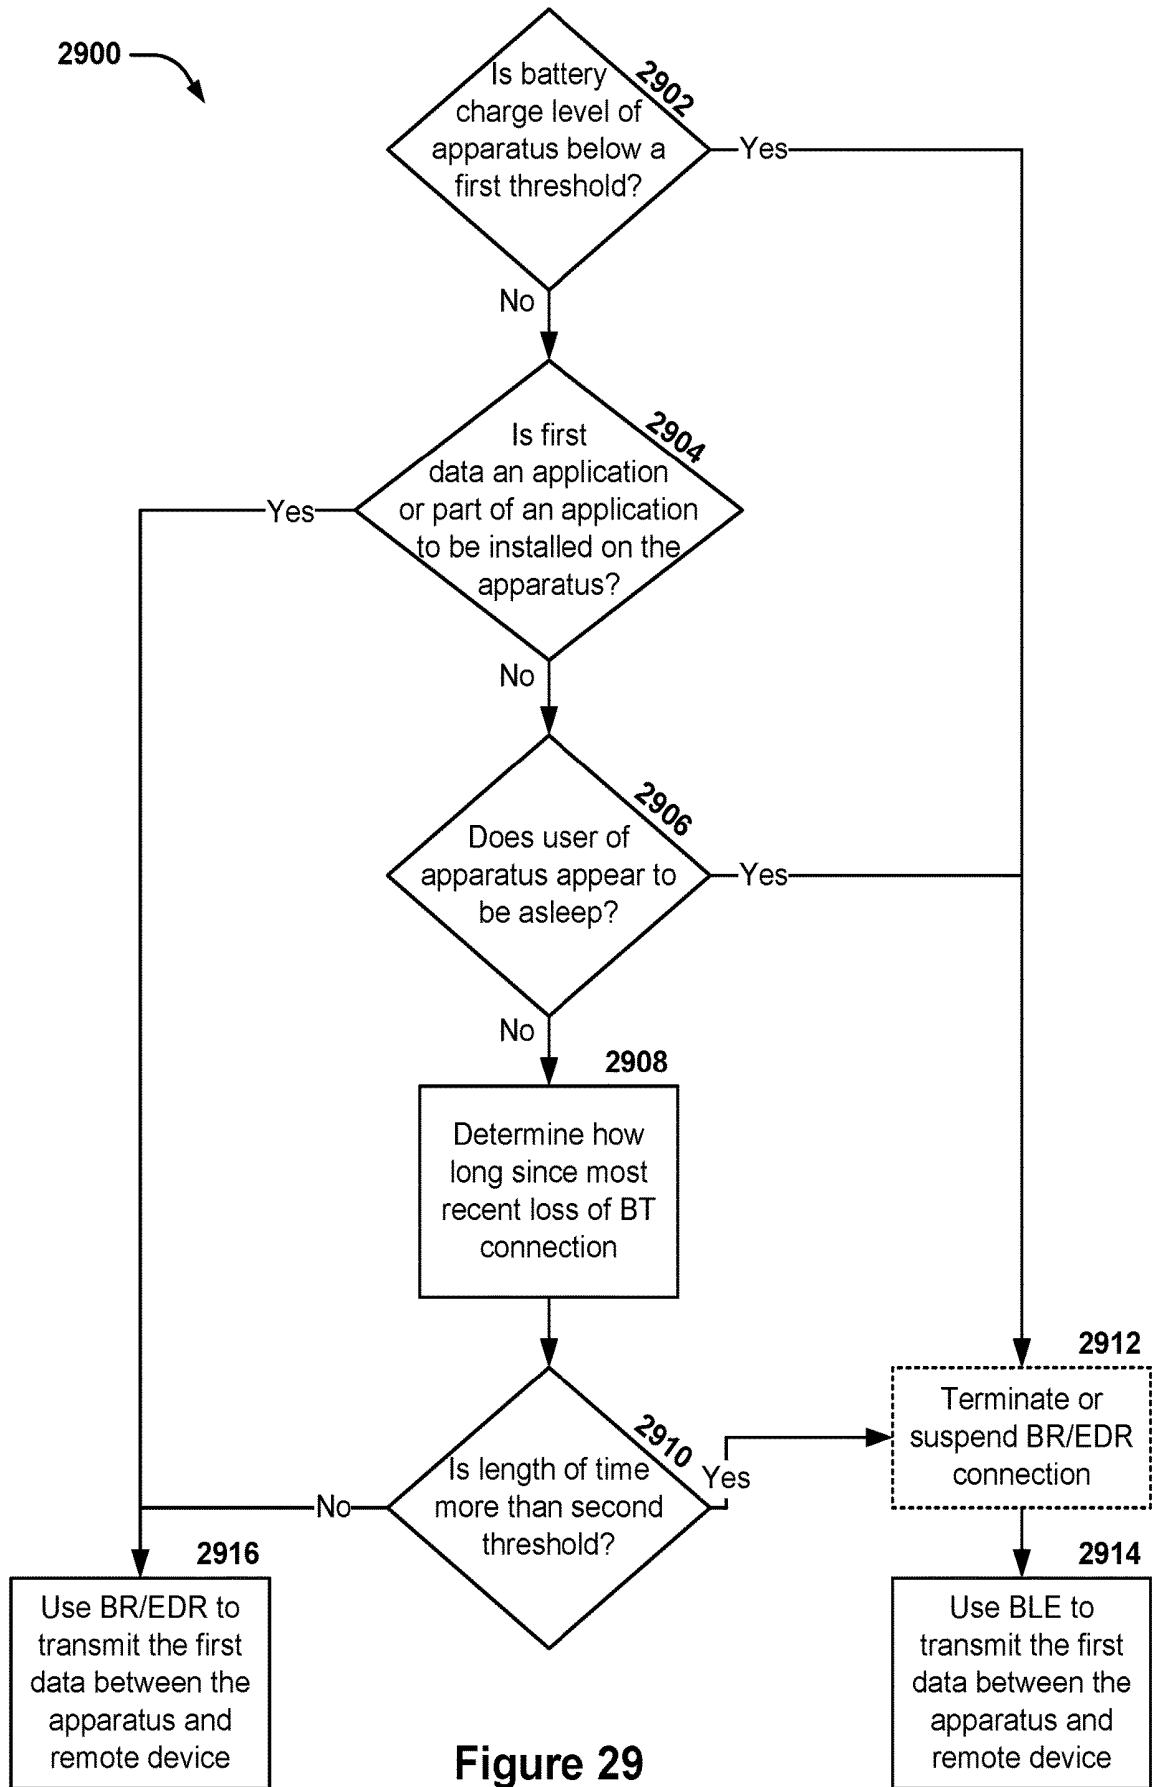 2900
Is battery
charge level of
apparatus below a
first threshold?
2902
Yes
No
Is first
data an application
or part of an application
to be installed on the
apparatus?
2904
Yes
No
Does user of
apparatus appear to
be asleep?
2906
Yes
No
2908
Determine how
long since most
recent loss of BT
connection
Is length of time
more than second
threshold?
2910
Yes
No
2912
Terminate or
suspend BR/EDR
connection
2916
Use BR/EDR to
transmit the first
data between the
apparatus and
remote device
2914
Use BLE to
transmit the first
data between the
apparatus and
remote device
Figure 29